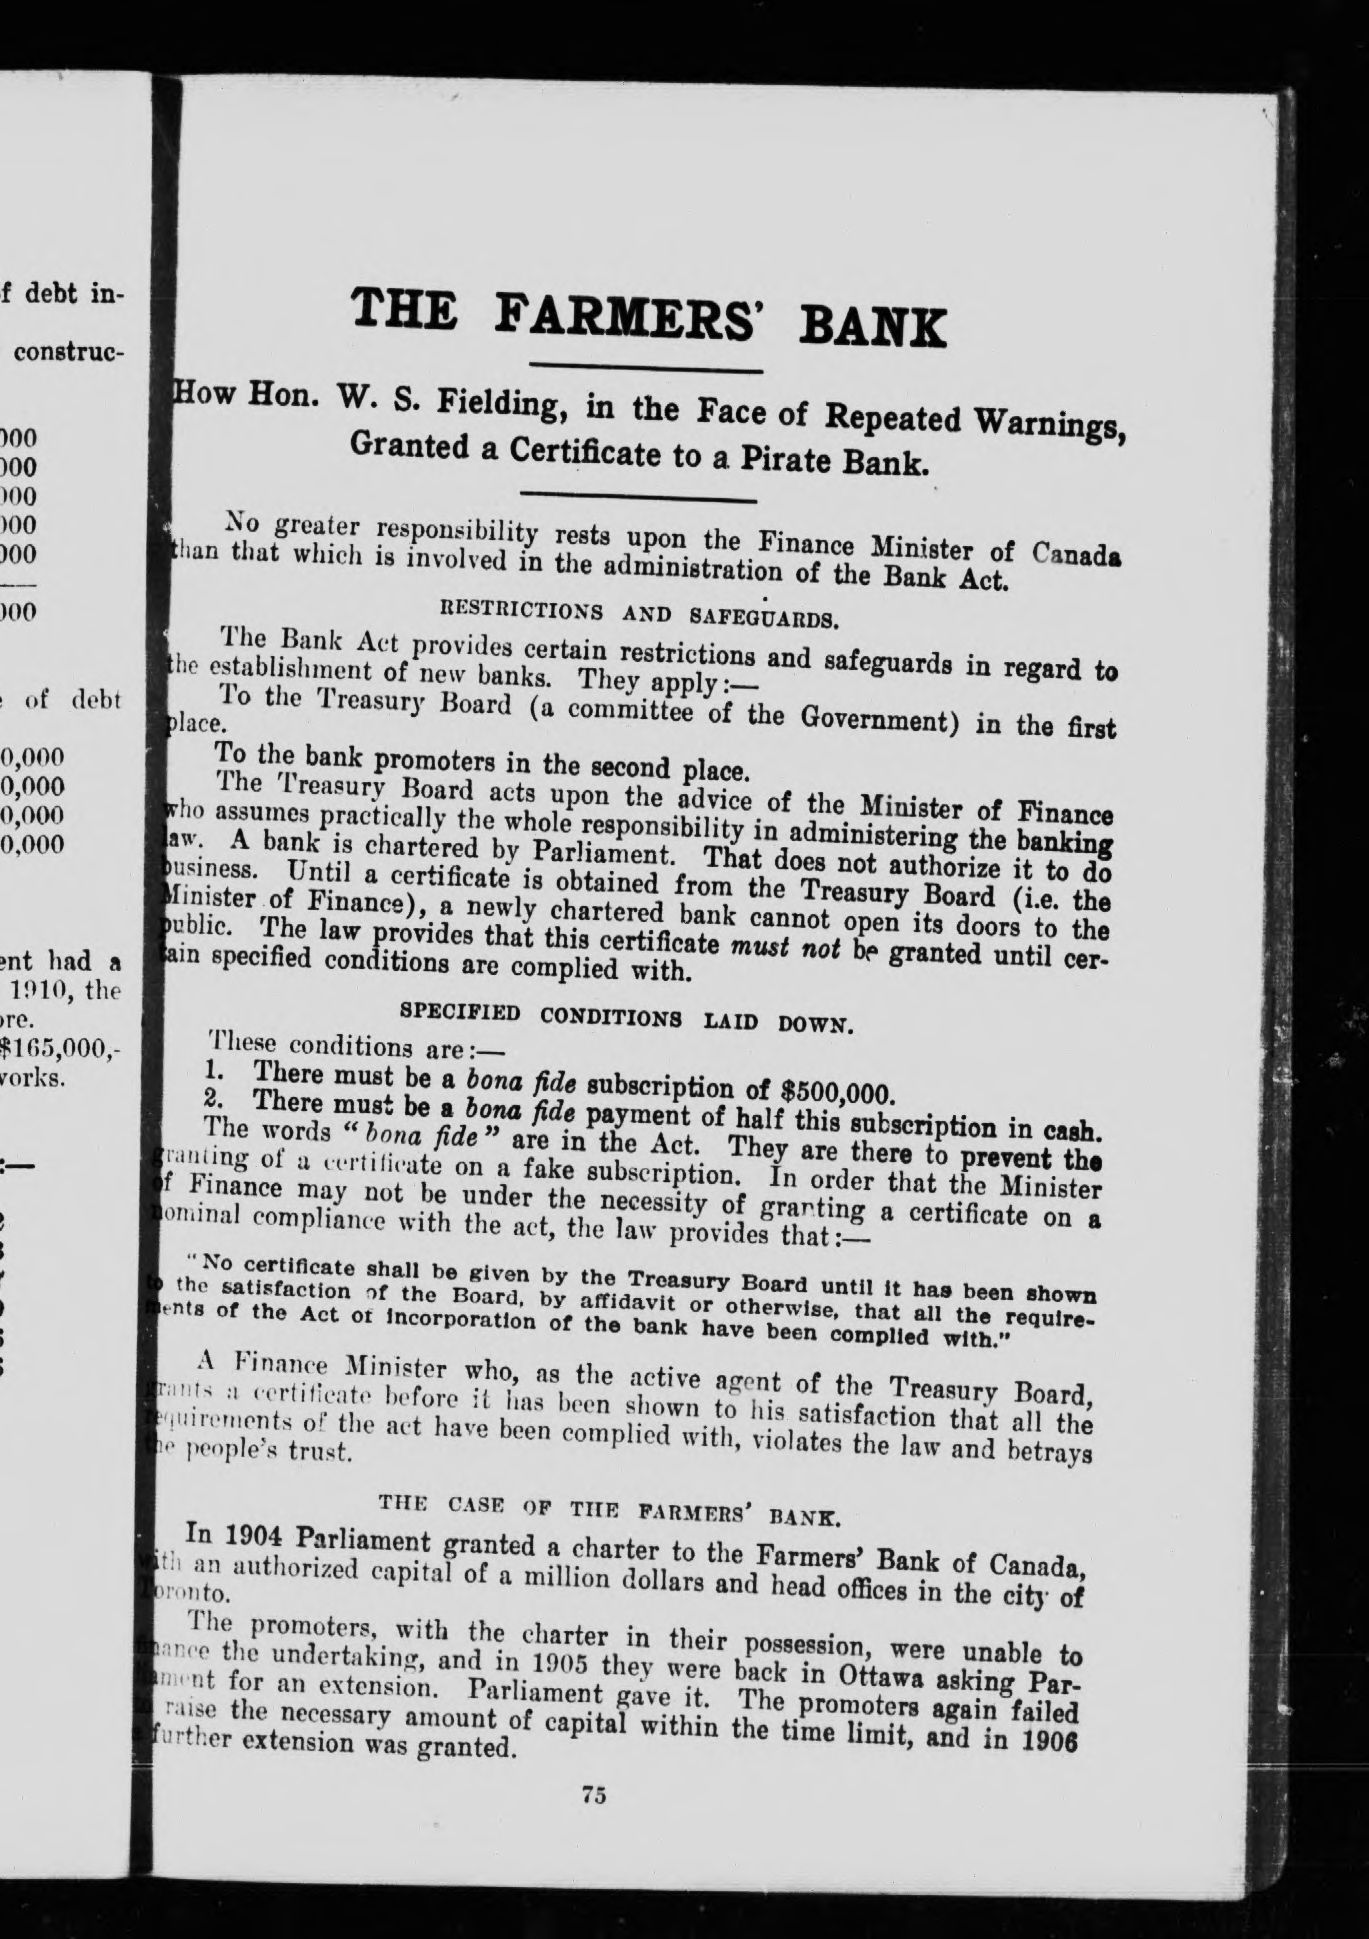 f debt in-
construc-
000
000
000
000
000
000
of debt
0,000
0,000
0,000
0,000
ent had a
1910, the
ore.
$165,000,-
works.
:—
THE FARMERS' BANK
How Hon. W. S. Fielding, in the Face of Repeated Warnings,
Granted a Certificate to a Pirate Bank.
No greater responsibility rests upon the Finance Minister of Canada
than that which is involved in the administration of the Bank Act.
RESTRICTIONS AND SAFEGUARDS.
The Bank Act provides certain restrictions and safeguards in regard to
the establishment of new banks. They apply:—
To the Treasury Board (a committee of the Government) in the first
place.
To the bank promoters in the second place.
The Treasury Board acts upon the advice of the Minister of Finance
who assumes practically the whole responsibility in administering the banking
law. A bank is chartered by Parliament. That does not authorize it to do
business. Until a certificate is obtained from the Treasury Board (i.e. the
Minister of Finance), a newly chartered bank cannot open its doors to the
public. The law provides that this certificate must not be granted until cer-
tain specified conditions are complied with.
SPECIFIED CONDITIONS LAID DOWN.
These conditions are:—
1. There must be a bona fide subscription of $500,000.
2. There must be a bona fide payment of half this subscription in cash.
The words "bona fide" are in the Act. They are there to prevent the
granting of a certificate on a fake subscription. In order that the Minister
of Finance may not be under the necessity of granting a certificate on a
nominal compliance with the act, the law provides that:—
"No certificate shall be given by the Treasury Board until it has been shown
to the satisfaction of the Board, by affidavit or otherwise, that all the require-
ments of the Act of incorporation of the bank have been complied with."
A Finance Minister who, as the active agent of the Treasury Board,
grants a certificate before it has been shown to his satisfaction that all the
requirements of the act have been complied with, violates the law and betrays
the people's trust.
THE CASE OF THE FARMERS' BANK.
In 1904 Parliament granted a charter to the Farmers' Bank of Canada,
with an authorized capital of a million dollars and head offices in the city of
Toronto.
The promoters, with the charter in their possession, were unable to
finance the undertaking, and in 1905 they were back in Ottawa asking Par-
liament for an extension. Parliament gave it. The promoters again failed
to raise the necessary amount of capital within the time limit, and in 1906
a further extension was granted.
75